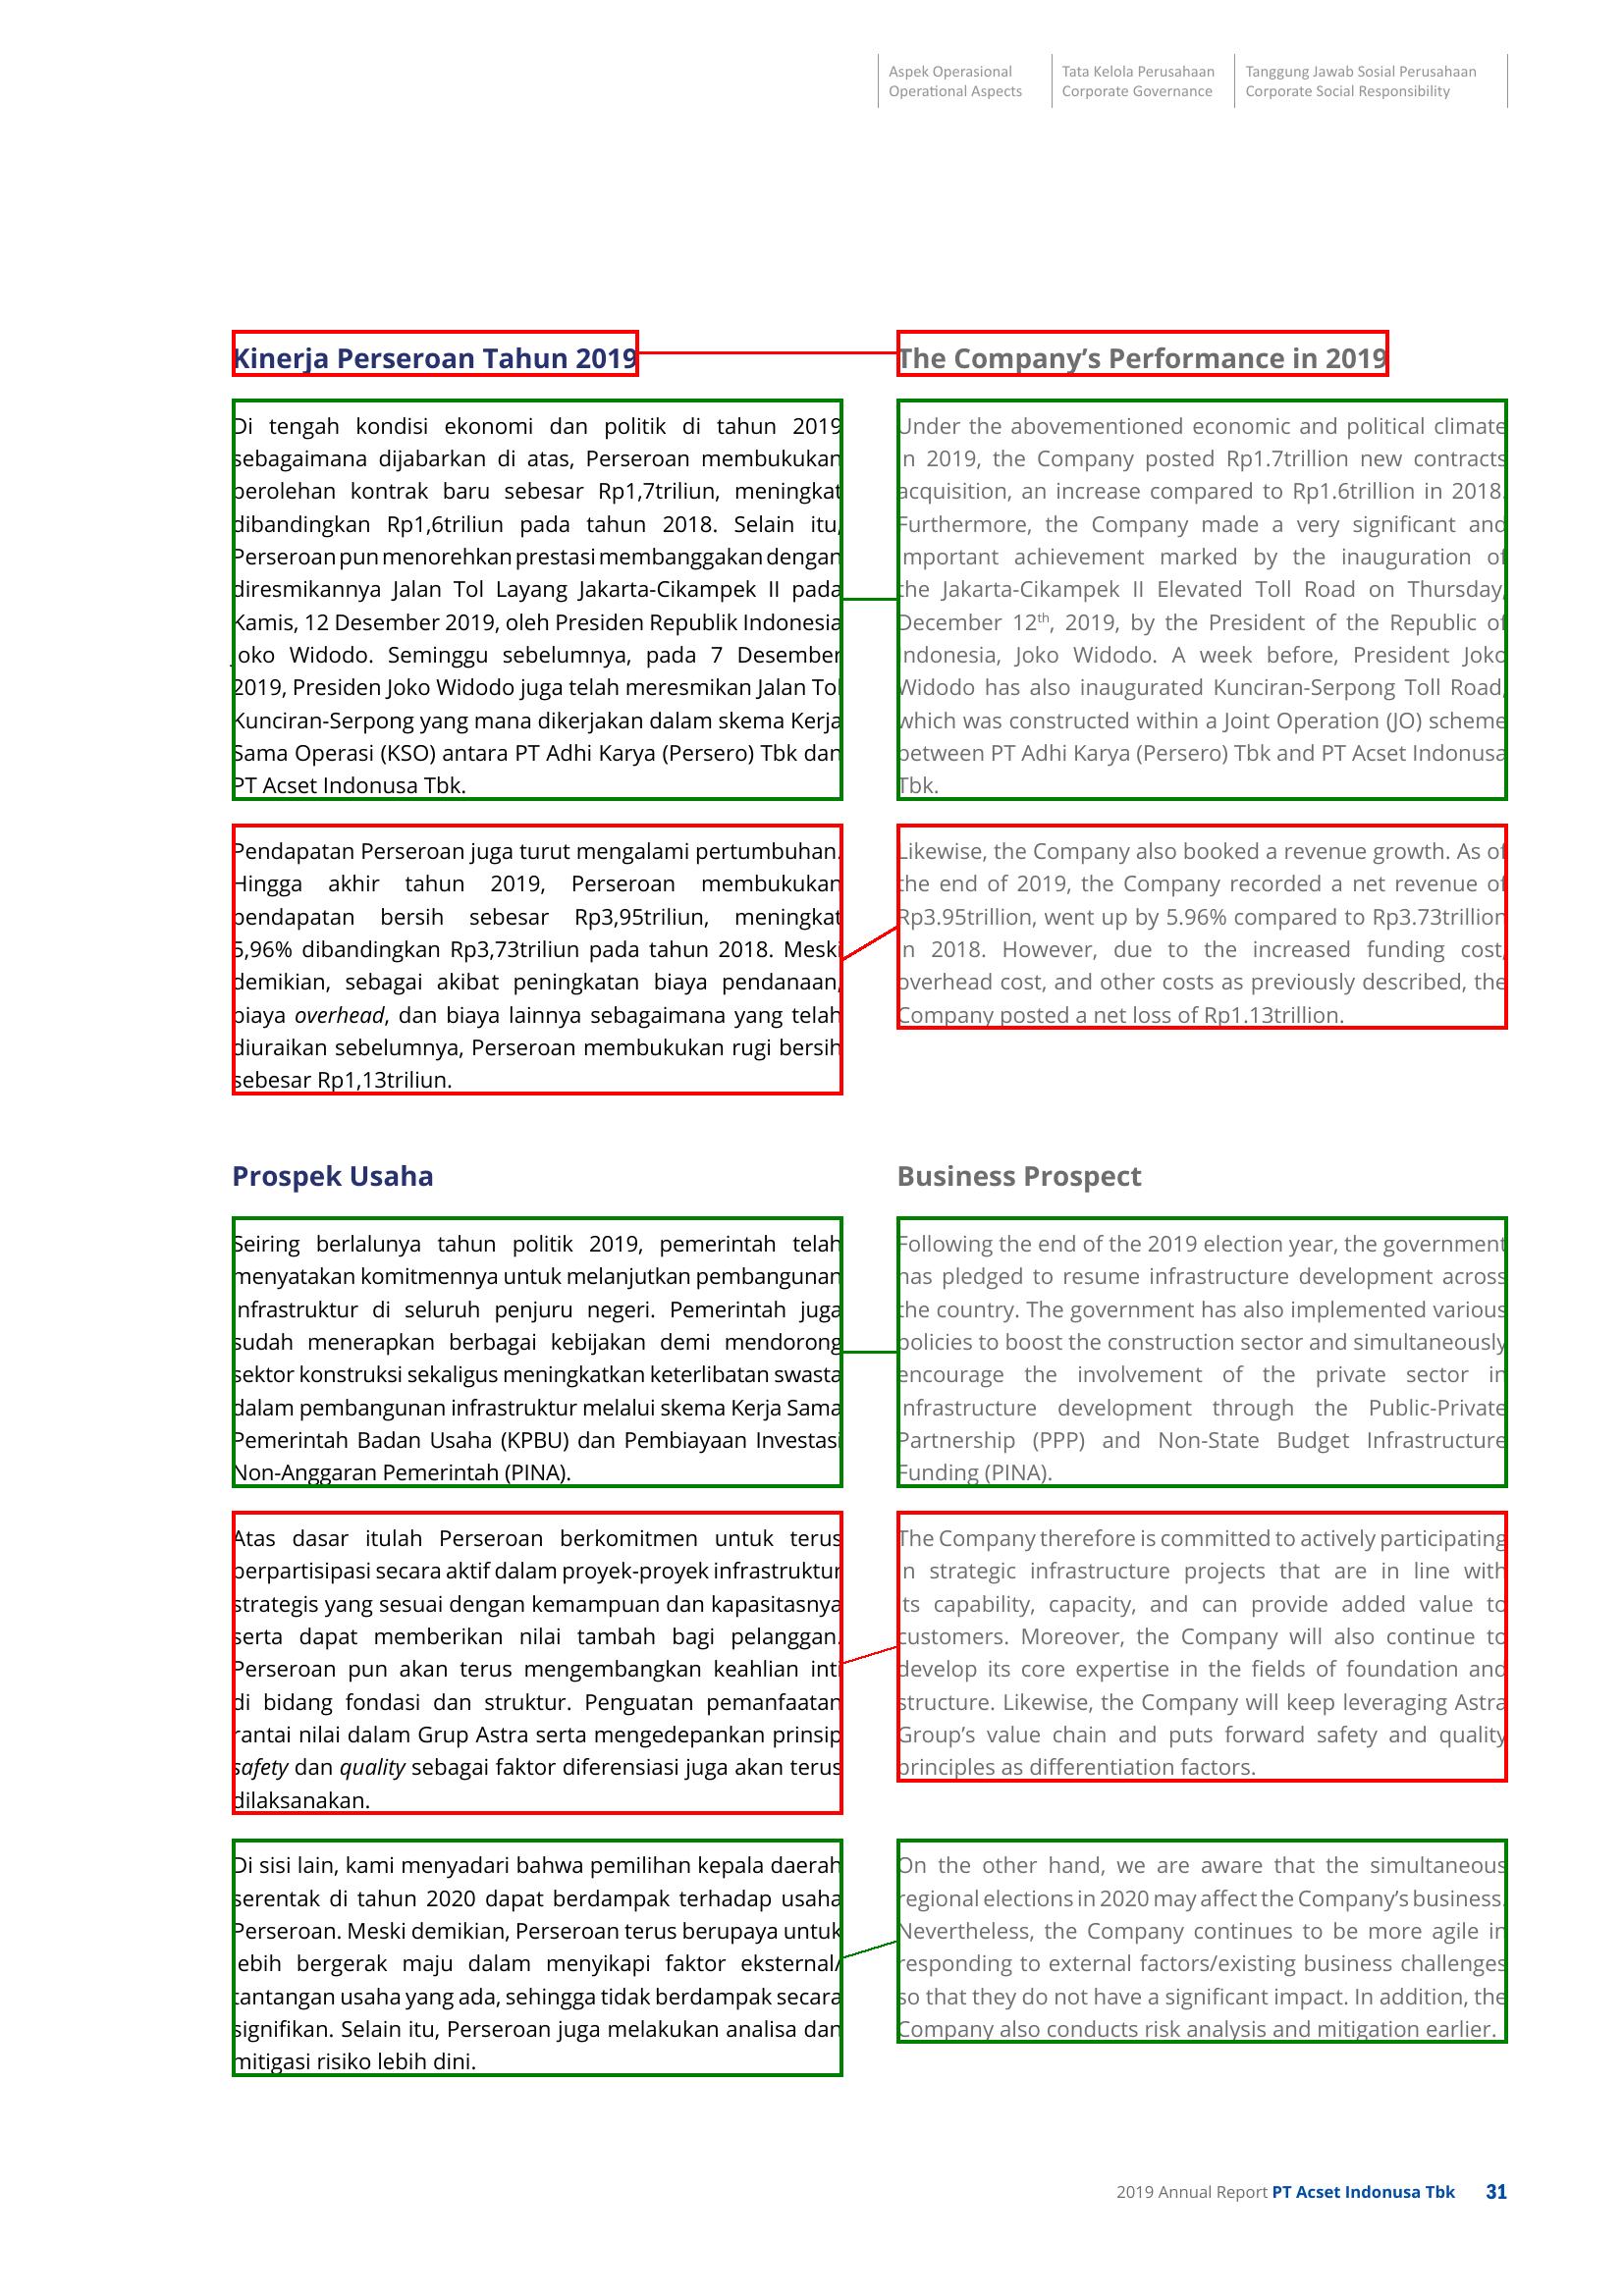 Aspek Operasional
Operational Aspects
Tata Kelola Perusahaan
Corporate Governance
Tanggung Jawab Sosial Perusahaan
Corporate Social Responsibility
Kinerja Perseroan Tahun 2019
Di tengah kondisi ekonomi dan politik di tahun 2019
sebagaimana dijabarkan di atas, Perseroan membukukan
perolehan kontrak baru sebesar Rp1,7triliun, meningkat
dibandingkan Rp1,6triliun pada tahun 2018. Selain itu,
Perseroan pun menorehkan prestasi membanggakan dengan
diresmikannya Jalan Tol Layang Jakarta-Cikampek II pada
Kamis, 12 Desember 2019, oleh Presiden Republik Indonesia
Joko Widodo. Seminggu sebelumnya, pada 7 Desember
2019, Presiden Joko Widodo juga telah meresmikan Jalan Tol
Kunciran-Serpong yang mana dikerjakan dalam skema Kerja
Sama Operasi (KSO) antara PT Adhi Karya (Persero) Tbk dan
PT Acset Indonusa Tbk.
Pendapatan Perseroan juga turut mengalami pertumbuhan.
Hingga akhir tahun 2019, Perseroan membukukan
pendapatan bersih sebesar Rp3,95triliun, meningkat
5,96% dibandingkan Rp3,73triliun pada tahun 2018. Meski
demikian, sebagai akibat peningkatan biaya pendanaan,
biaya overhead, dan biaya lainnya sebagaimana yang telah
diuraikan sebelumnya, Perseroan membukukan rugi bersih
sebesar Rp1,13triliun.
Prospek Usaha
Seiring berlalunya tahun politik 2019, pemerintah telah
menyatakan komitmennya untuk melanjutkan pembangunan
infrastruktur di seluruh penjuru negeri. Pemerintah juga
sudah menerapkan berbagai kebijakan demi mendorong
sektor konstruksi sekaligus meningkatkan keterlibatan swasta
dalam pembangunan infrastruktur melalui skema Kerja Sama
Pemerintah Badan Usaha (KPBU) dan Pembiayaan Investasi
Non-Anggaran Pemerintah (PINA).
Atas dasar itulah Perseroan berkomitmen untuk terus
berpartisipasi secara aktif dalam proyek-proyek infrastruktur
strategis yang sesuai dengan kemampuan dan kapasitasnya
serta dapat memberikan nilai tambah bagi pelanggan.
Perseroan pun akan terus mengembangkan keahlian inti
di bidang fondasi dan struktur. Penguatan pemanfaatan
rantai nilai dalam Grup Astra serta mengedepankan prinsip
safety dan quality sebagai faktor diferensiasi juga akan terus
dilaksanakan.
Di sisi lain, kami menyadari bahwa pemilihan kepala daerah
serentak di tahun 2020 dapat berdampak terhadap usaha
Perseroan. Meski demikian, Perseroan terus berupaya untuk
lebih bergerak maju dalam menyikapi faktor eksternal/
tantangan usaha yang ada, sehingga tidak berdampak secara
signifikan. Selain itu, Perseroan juga melakukan analisa dan
mitigasi risiko lebih dini.
The Company's Performance in 2019
Under the abovementioned economic and political climate
in 2019, the Company posted Rp1.7trillion new contracts
acquisition, an increase compared to Rp1.6trillion in 2018.
Furthermore, the Company made a very significant and
important achievement marked by the inauguration of
the Jakarta-Cikampek II Elevated Toll Road on Thursday,
December 12th, 2019, by the President of the Republic of
Indonesia, Joko Widodo. A week before, President Joko
Widodo has also inaugurated Kunciran-Serpong Toll Road,
which was constructed within a Joint Operation (JO) scheme
between PT Adhi Karya (Persero) Tbk and PT Acset Indonusa
Tbk.
Likewise, the Company also booked a revenue growth. As of
the end of 2019, the Company recorded a net revenue of
Rp3.95trillion, went up by 5.96% compared to Rp3.73trillion
in 2018. However, due to the increased funding cost,
overhead cost, and other costs as previously described, the
Company posted a net loss of Rp1.13trillion.
Business Prospect
Following the end of the 2019 election year, the government
has pledged to resume infrastructure development across
the country. The government has also implemented various
policies to boost the construction sector and simultaneously
encourage the involvement of the private sector in
infrastructure development through the Public-Private
Partnership (PPP) and Non-State Budget Infrastructure
Funding (PINA).
The Company therefore is committed to actively participating
in strategic infrastructure projects that are in line with
its capability, capacity, and can provide added value to
customers. Moreover, the Company will also continue to
develop its core expertise in the fields of foundation and
structure. Likewise, the Company will keep leveraging Astra
Group's value chain and puts forward safety and quality
principles as differentiation factors.
On the other hand, we are aware that the simultaneous
regional elections in 2020 may affect the Company's business.
Nevertheless, the Company continues to be more agile in
responding to external factors/existing business challenges
so that they do not have a significant impact. In addition, the
Company also conducts risk analysis and mitigation earlier.
2019 Annual Report PT Acset Indonusa Tbk 31